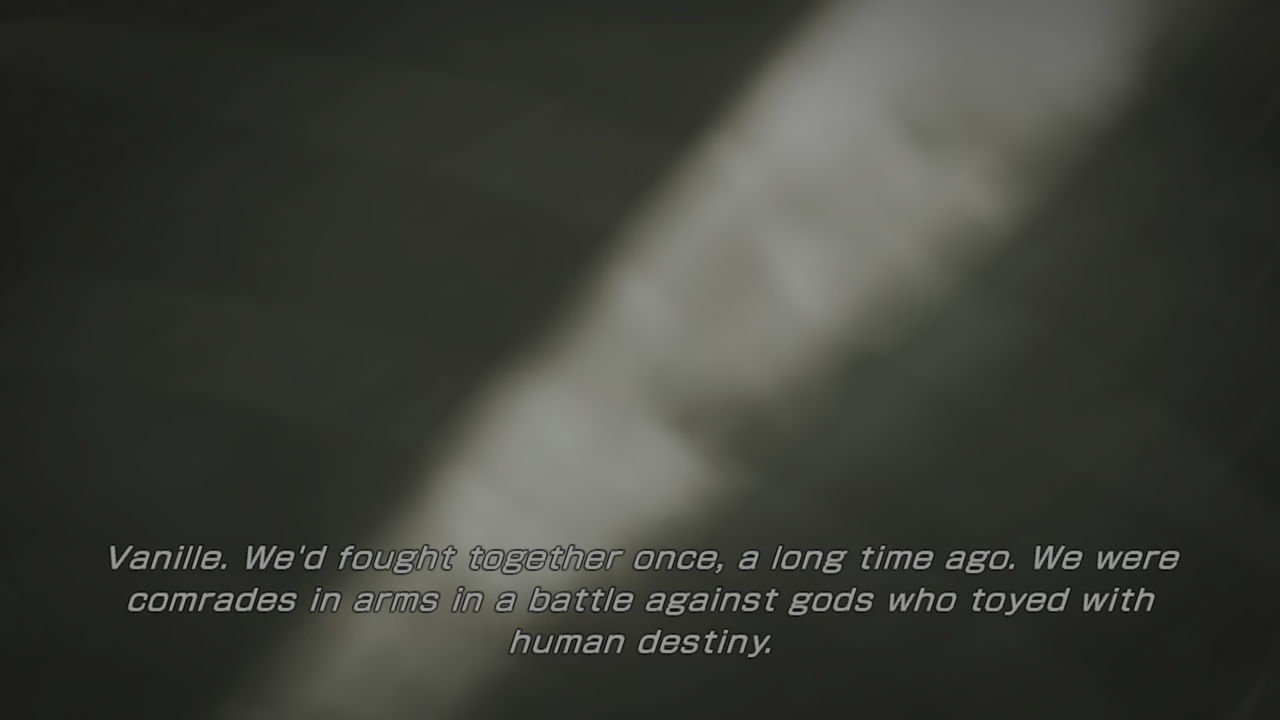 Vanille. We'd fought together once, a long time ago. We were
comrades in arms in a battle against gods who toyed with
human destiny.